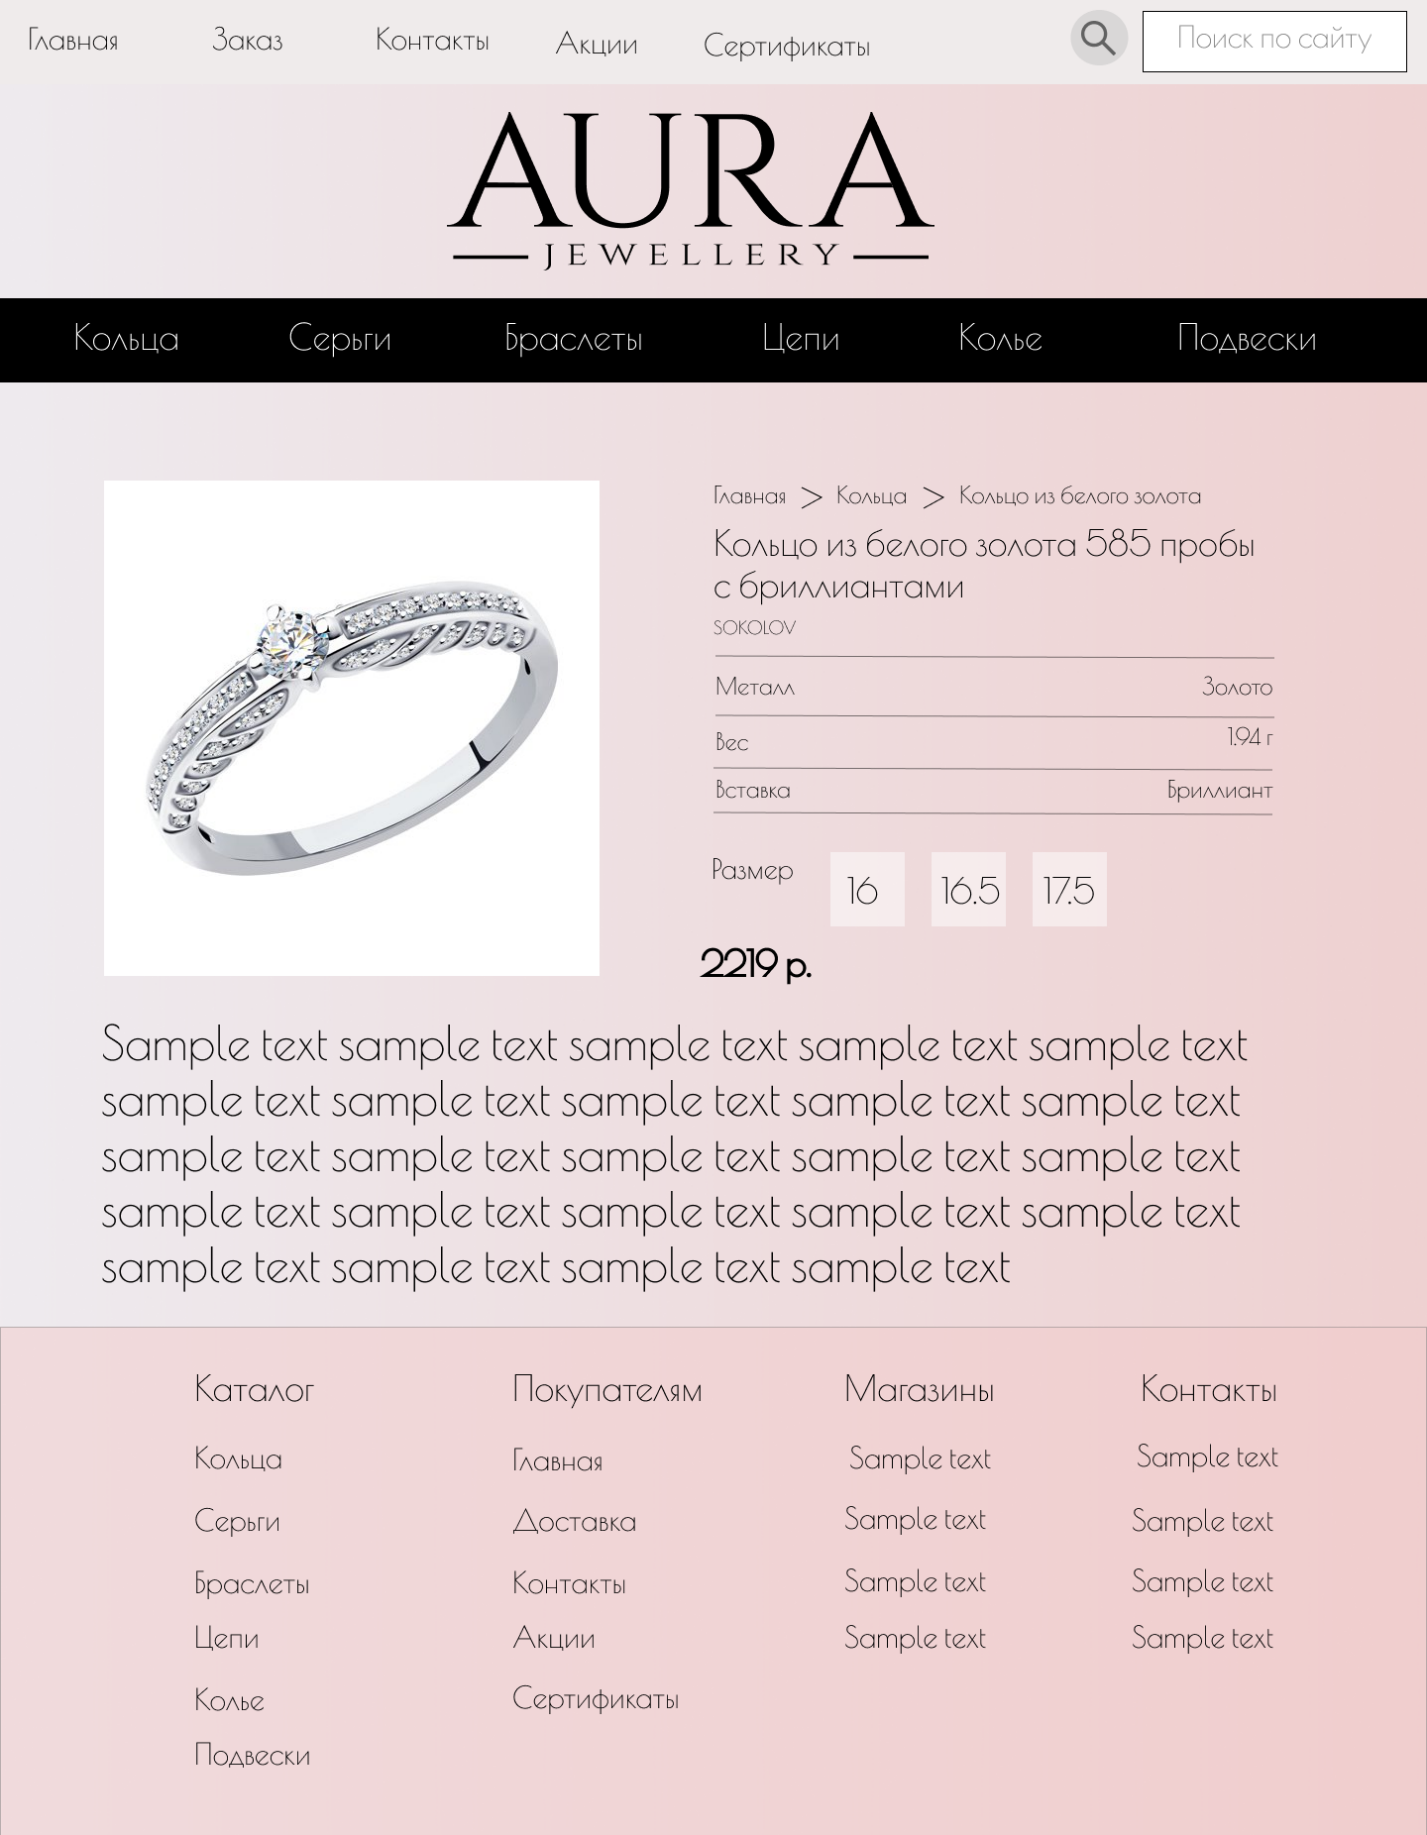 Главная Заказ Контакты Акции Сертификаты Поиск по сайту
AURA
JEWELLERY
Кольца Серьги Браслеты Цепи Колье Подвески
Главная > Кольца > Кольцо из белого золота
Кольцо из белого золота 585 пробы
с бриллиантами
SOKOLOV
Металл Золото
Вес 1.94 г
Вставка Бриллиант
Размер 16 16.5 17.5
2219 р.
Sample text sample text sample text sample text sample text
sample text sample text sample text sample text sample text
sample text sample text sample text sample text sample text
sample text sample text sample text sample text sample text
sample text sample text sample text sample text
Каталог Покупателям Магазины Контакты
Кольца Главная Sample text Sample text
Серьги Доставка Sample text Sample text
Браслеты Контакты Sample text Sample text
Цепи Акции Sample text Sample text
Колье Сертификаты
Подвески